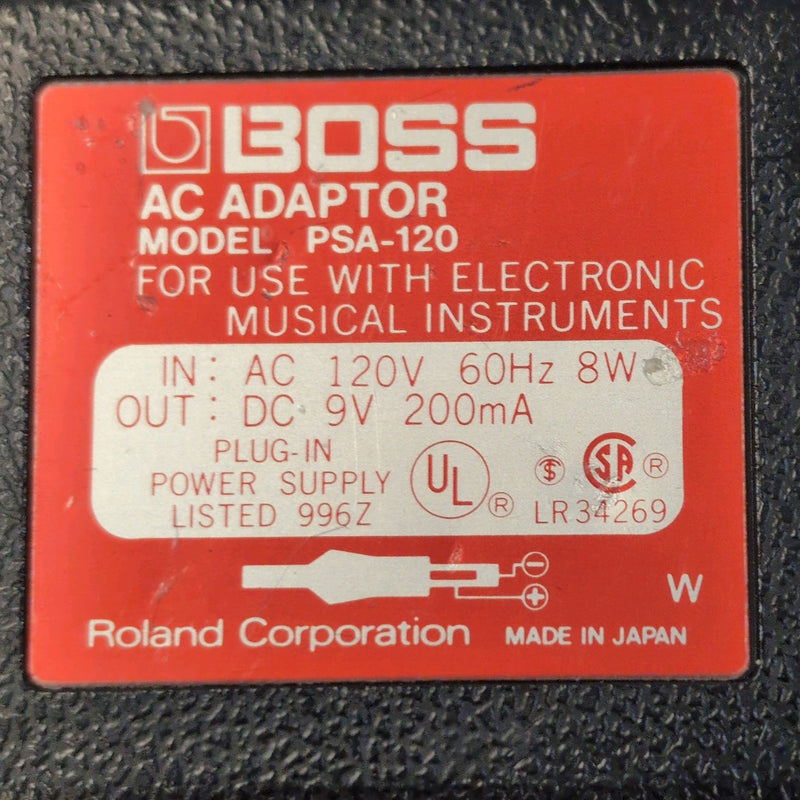 BOSS
AC ADAPTOR
MODEL PSA-120
FOR USE WITH ELECTRONIC
MUSICAL INSTRUMENTS
IN: AC 120V 60Hz 8W
OUT: DC 9V 200mA
PLUG-IN
POWER SUPPLY
LISTED 996Z
UL ®
SA ®
LR34269
W
Roland Corporation MADE IN JAPAN